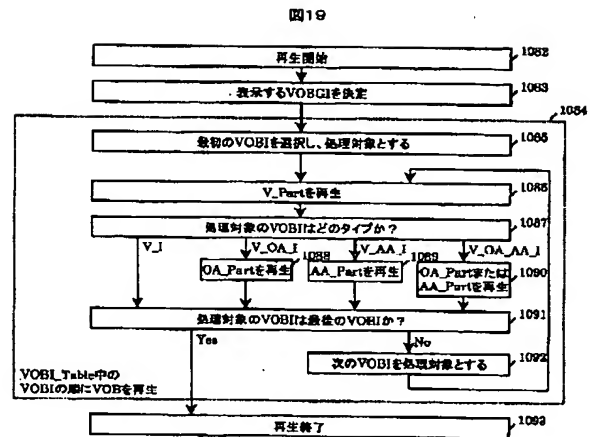 図19
再生開始 1082
表示するVOBGIを決定 1083
1084
最初のVOBIを選択し、処理対象とする 1085
V_Partを再生 1086
処理対象のVOBIはどのタイプか? 1087
V_I V_OA_I V_AA_I V_OA_AA_I
1088 1089
OA_Partを再生 AA_Partを再生 OA_Partまたは 1090
AA_Partを再生
処理対象のVOBIは最後のVOBIか? 1091
Yes No
次のVOBIを処理対象とする 1092
VOBI_Table中の
VOBIの順にVOBを再生
再生終了 1093